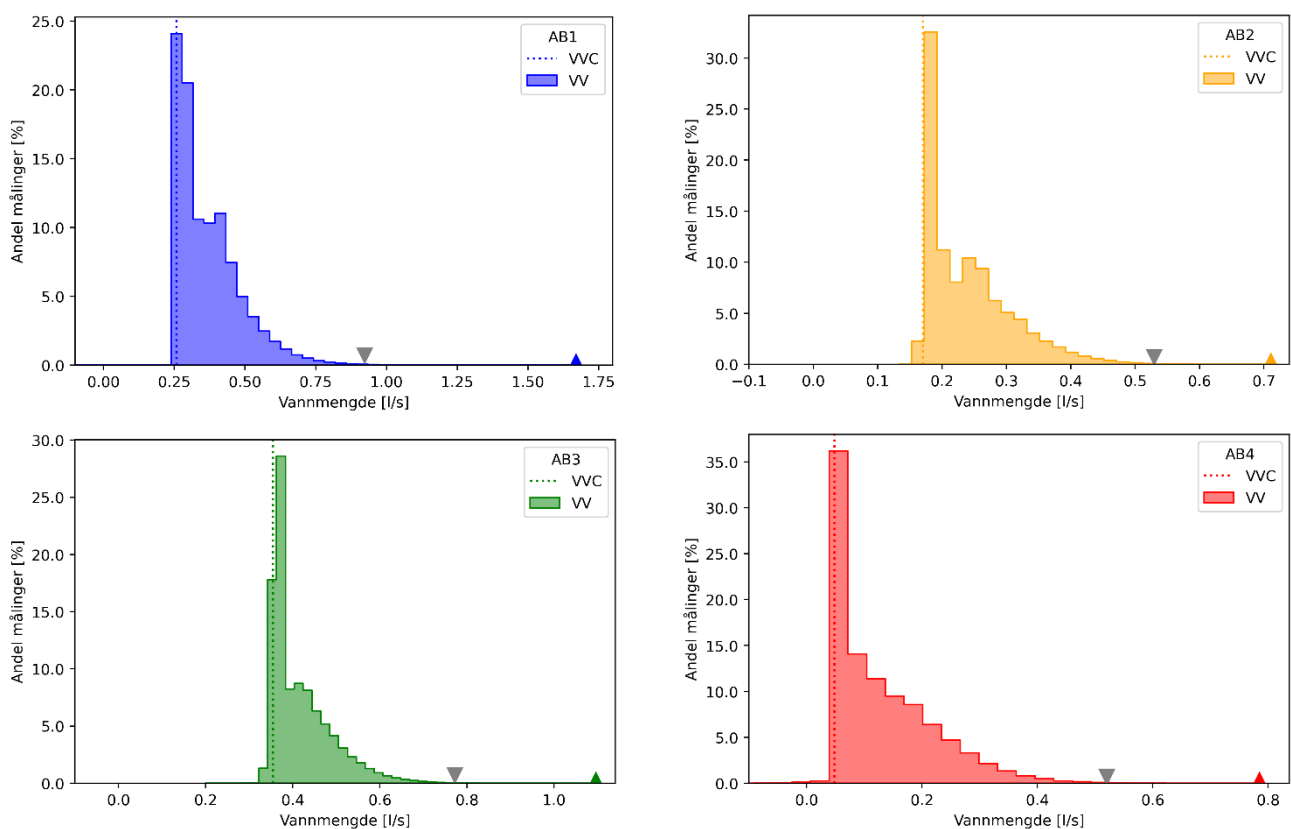 25.0
20.0
15.0
10.0
5.0
0.0
Andel målinger [%]
0.00 0.25 0.50 0.75 1.00 1.25 1.50 1.75
Vannmengde [l/s]
AB1
VVC
VV
30.0
25.0
20.0
15.0
10.0
5.0
0.0
Andel målinger [%]
−0.1 0.0 0.1 0.2 0.3 0.4 0.5 0.6 0.7
Vannmengde [l/s]
AB2
VVC
VV
30.0
25.0
20.0
15.0
10.0
5.0
0.0
Andel målinger [%]
0.0 0.2 0.4 0.6 0.8 1.0
Vannmengde [l/s]
AB3
VVC
VV
35.0
30.0
25.0
20.0
15.0
10.0
5.0
0.0
Andel målinger [%]
0.0 0.2 0.4 0.6 0.8
Vannmengde [l/s]
AB4
VVC
VV